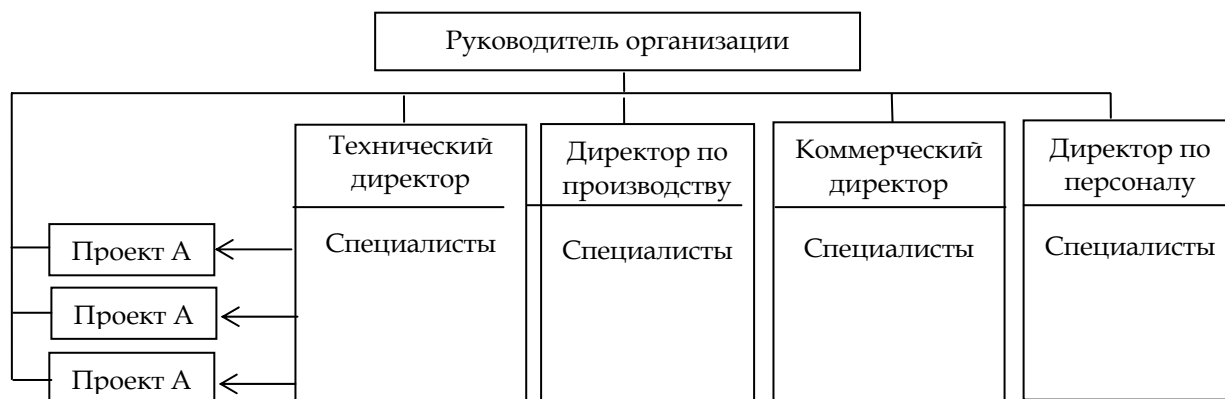 Руководитель организации
Технический
директор
Директор по
производству
Коммерческий
директор
Директор по
персоналу
Специалисты
Специалисты
Специалисты
Специалисты
Проект А
Проект А
Проект А